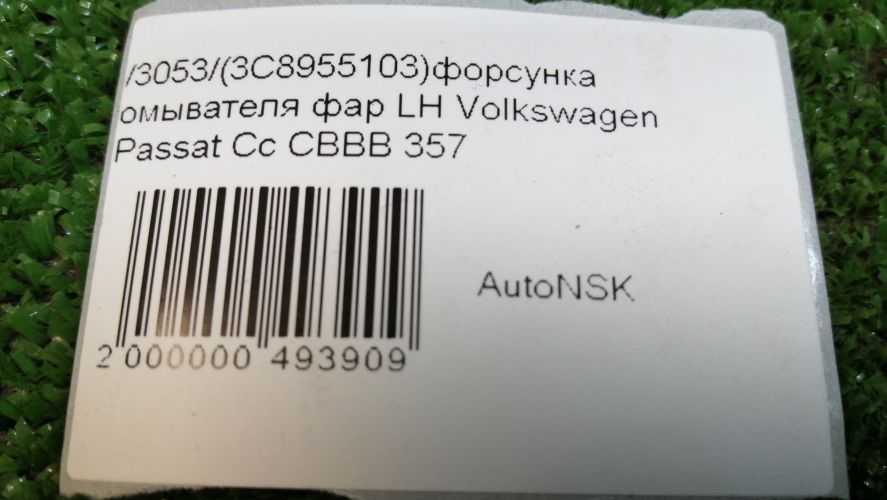 /3053/(3C8955103)форсунка
омывателя фар LH Volkswagen
Passat Cc CBBB 357
AutoNSK
2 000000 493909